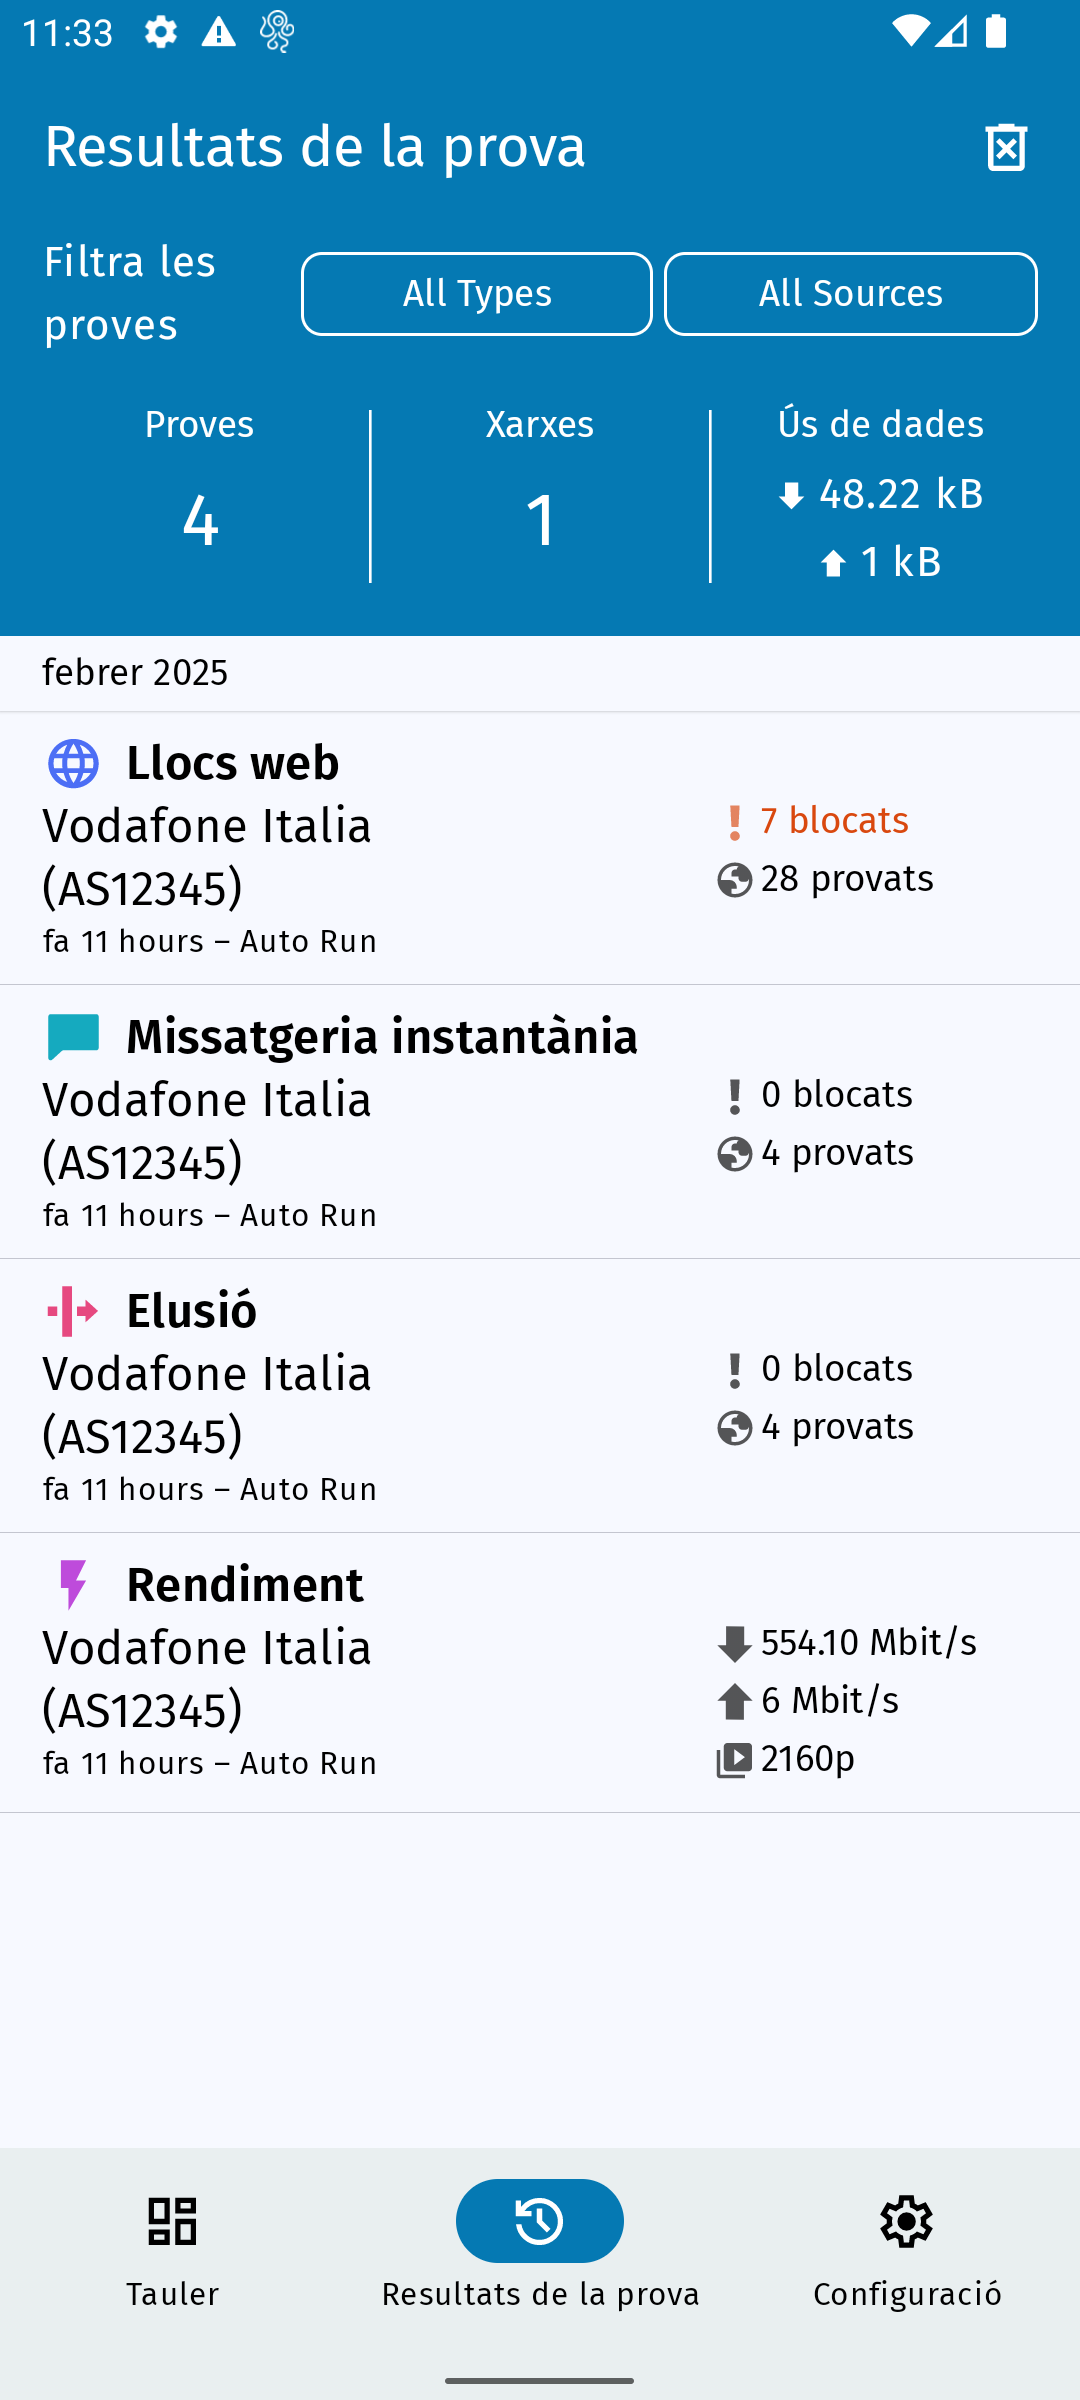 11:33
Resultats de la prova
Filtra les
proves
All Types
All Sources
Proves
Xarxes
Ús de dades
4
1
48.22 kB
1 kB
febrer 2025
Llocs web
Vodafone Italia
(AS12345)
fa 11 hours – Auto Run
7 blocats
28 provats
Missatgeria instantània
Vodafone Italia
(AS12345)
fa 11 hours – Auto Run
0 blocats
4 provats
Elusió
Vodafone Italia
(AS12345)
fa 11 hours – Auto Run
0 blocats
4 provats
Rendiment
Vodafone Italia
(AS12345)
fa 11 hours – Auto Run
554.10 Mbit/s
6 Mbit/s
2160p
Tauler
Resultats de la prova
Configuració